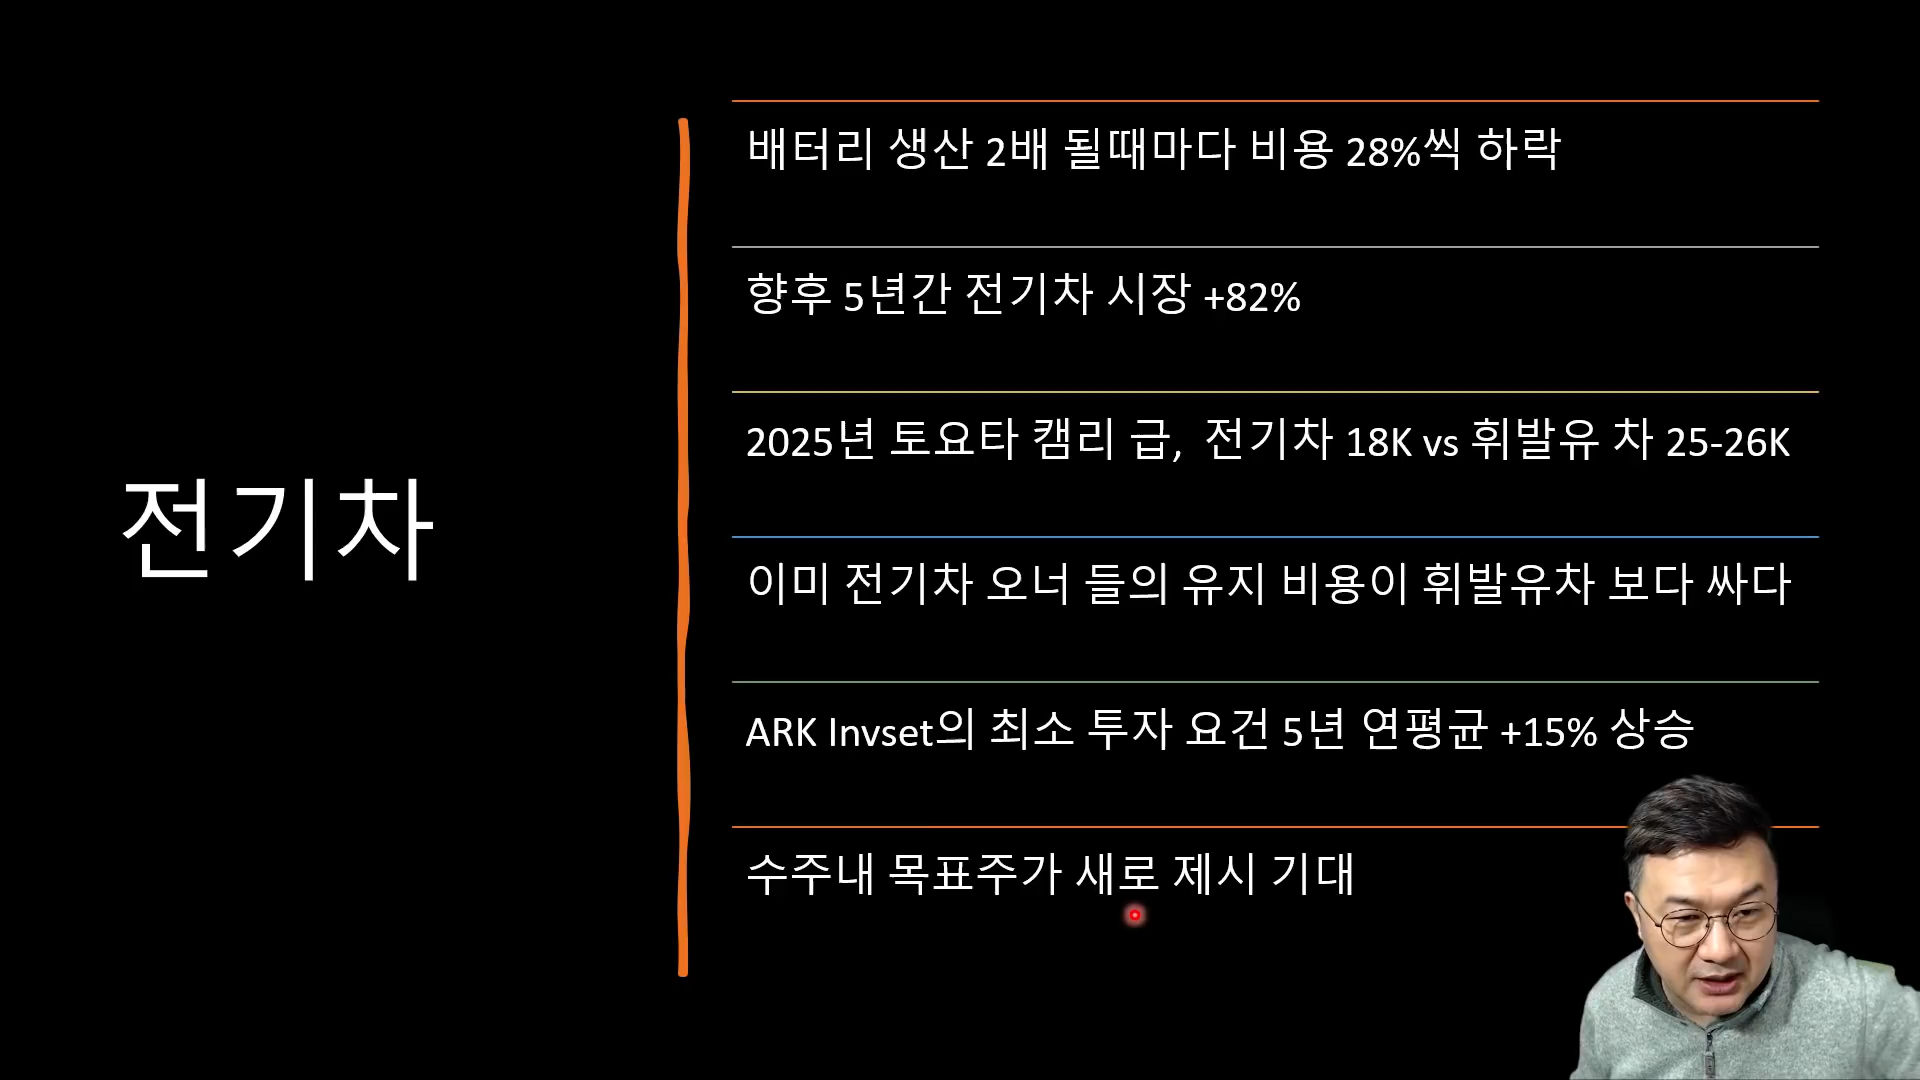 전기차
배터리 생산 2배 될때마다 비용 28%씩 하락
향후 5년간 전기차 시장 +82%
2025년 토요타 캠리 급, 전기차 18K vs 휘발유 차 25-26K
이미 전기차 오너 들의 유지 비용이 휘발유차 보다 싸다
ARK Invset의 최소 투자 요건 5년 연평균 +15% 상승
수주내 목표주가 새로 제시 기대